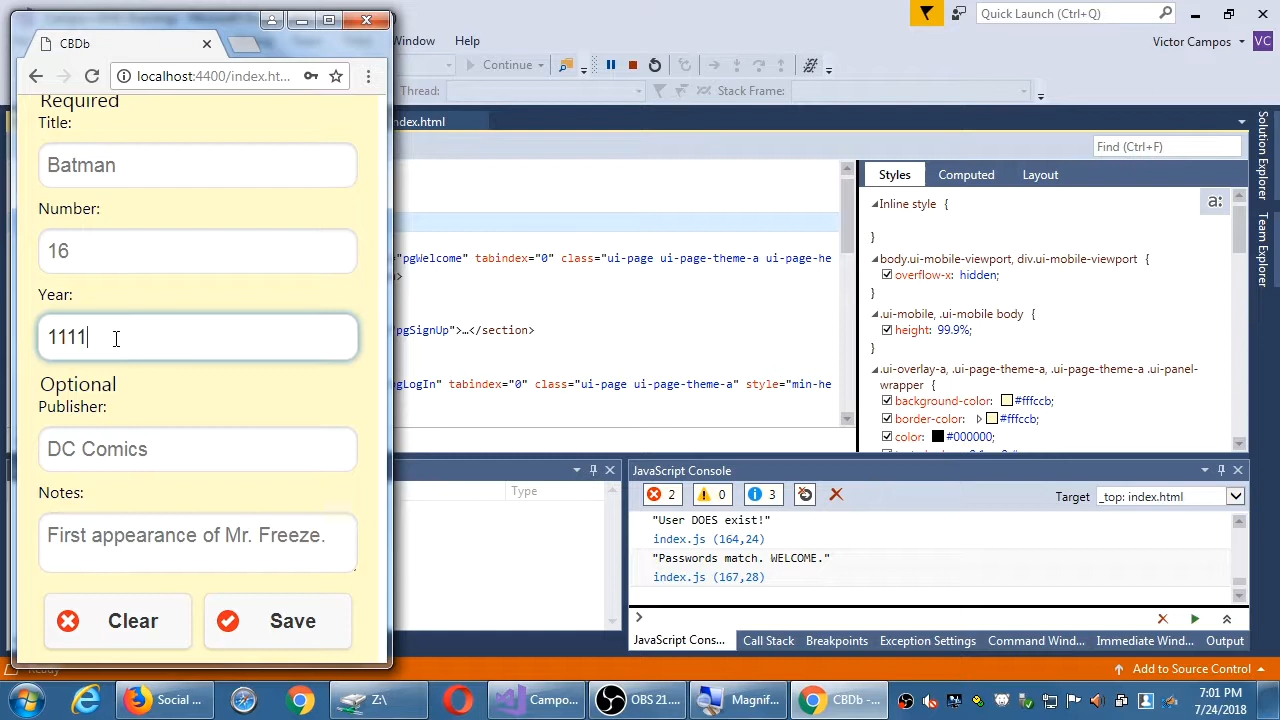 Quick Launch (Ctrl+Q)
CBDb
Window
Help
Victor Campos
VC
localhost:4400/index.ht...
Continue
Thread:
Stack Frame:
Required
Title:
Batman
Number:
16
Year:
1111
Optional
Publisher:
DC Comics
Notes:
First appearance of Mr. Freeze.
Clear
Save
ndex.html
Find (Ctrl+F)
="pgWelcome" tabindex="0" class="ui-page ui-page-theme-a ui-page-he
>
"pgSignUp">…</section>
ogLogIn" tabindex="0" class="ui-page ui-page-theme-a" style="min-he
Styles
Computed
Layout
Inline style {
a:
}
body.ui-mobile-viewport, div.ui-mobile-viewport {
overflow-x: hidden;
}
.ui-mobile, .ui-mobile body {
height: 99.9%;
}
.ui-overlay-a, .ui-page-theme-a, .ui-page-theme-a .ui-panel-
wrapper {
background-color: #fffccb;
border-color: #fffccb;
color: #000000;
Solution Explorer
Team Explorer
Type
JavaScript Console
2
0
3
Target
_top: index.html
"User DOES exist!"
index.js (164,24)
"Passwords match. WELCOME."
index.js (167,28)
JavaScript Cons...
Call Stack
Breakpoints
Exception Settings
Command Wind...
Immediate Wind...
Output
Ready
Add to Source Control
Social ...
Z:\
Campo...
OBS 21....
Magnif...
CBDb -...
7:01 PM
7/24/2018